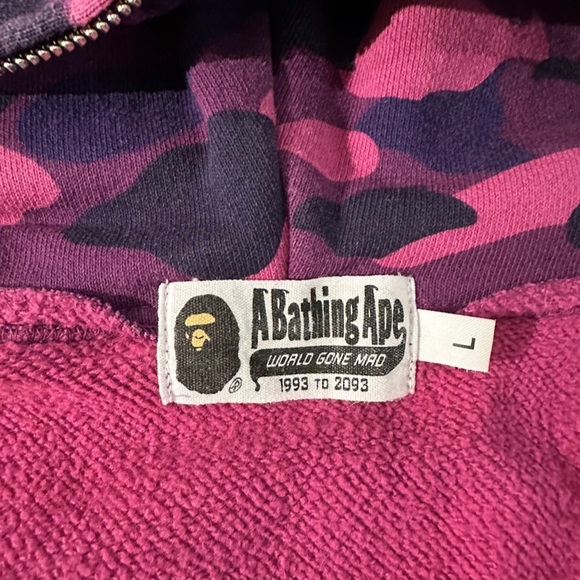 A Bathing Ape
WORLD GONE MAD
1993 TO 2093
L